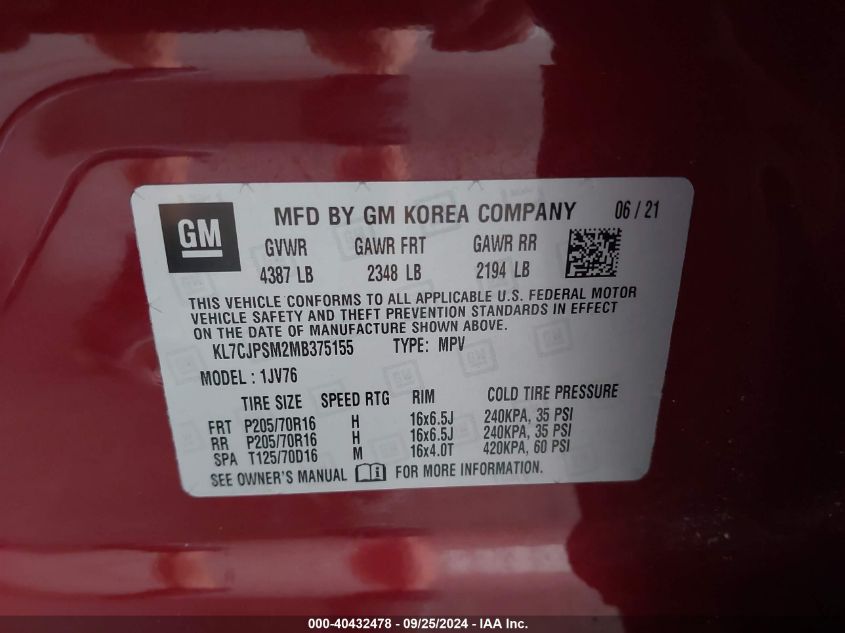 GM
MFD BY GM KOREA COMPANY 06 / 21
GVWR GAWR FRT GAWR RR
4387 LB 2348 LB 2194 LB
THIS VEHICLE CONFORMS TO ALL APPLICABLE U.S. FEDERAL MOTOR
VEHICLE SAFETY AND THEFT PREVENTION STANDARDS IN EFFECT
ON THE DATE OF MANUFACTURE SHOWN ABOVE.
KL7CJPSM2MB375155 TYPE: MPV
MODEL : 1JV76
TIRE SIZE SPEED RTG RIM COLD TIRE PRESSURE
FRT P205/70R16 H 16x6.5J 240KPA, 35 PSI
RR P205/70R16 H 16x6.5J 240KPA, 35 PSI
SPA T125/70D16 M 16x4.0T 420KPA, 60 PSI
SEE OWNER'S MANUAL FOR MORE INFORMATION.
000-40432478 - 09/25/2024 - IAA Inc.